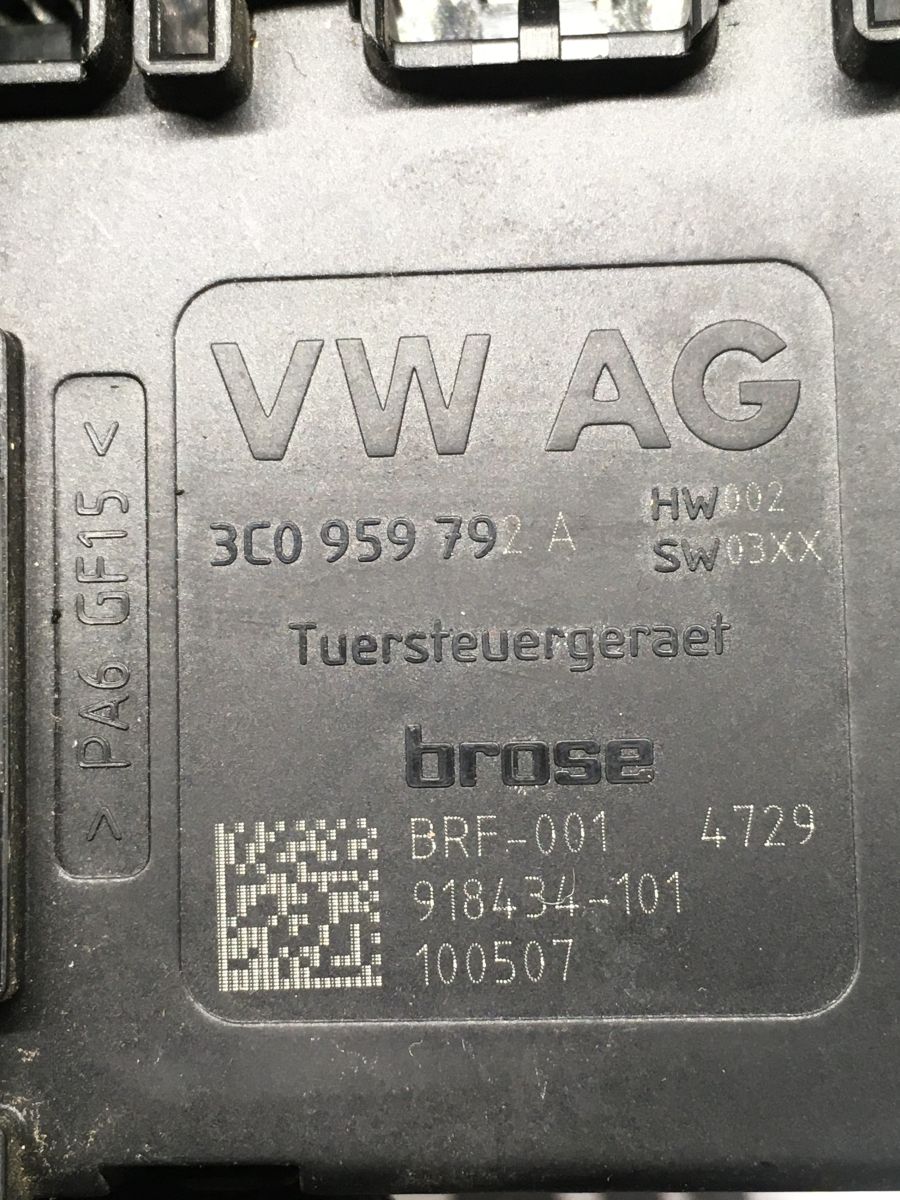 VW AG
3C0 959 792 A
HW002
SW03XX
Tuersteuergeraet
brose
BRF-001 4729
918434-101
100507
> PA6 GF15 <